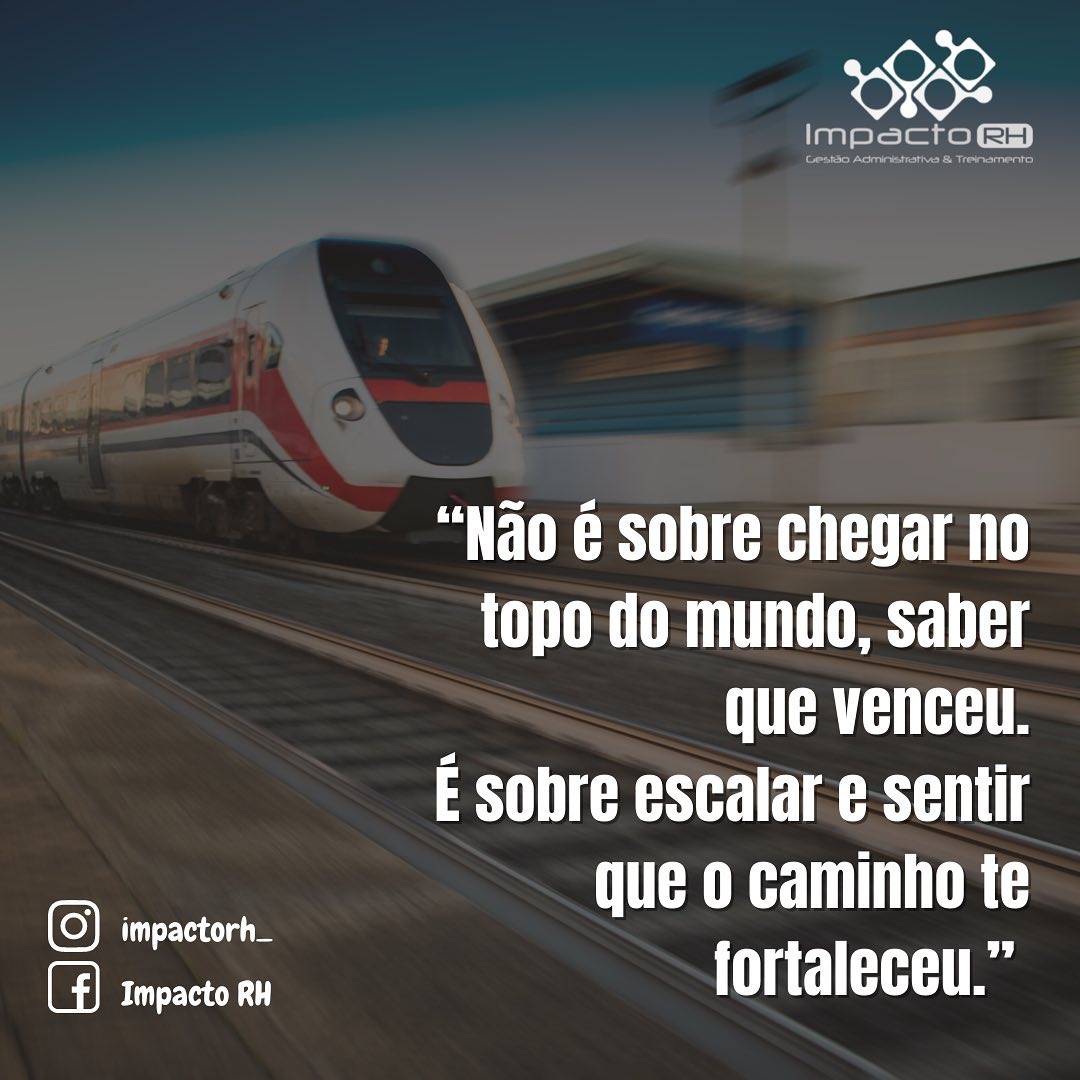 Impacto RH
Gestão Administrativa & Treinamento
“Não é sobre chegar no
topo do mundo, saber
que venceu.
É sobre escalar e sentir
que o caminho te
fortaleceu.”
impactorh_
Impacto RH